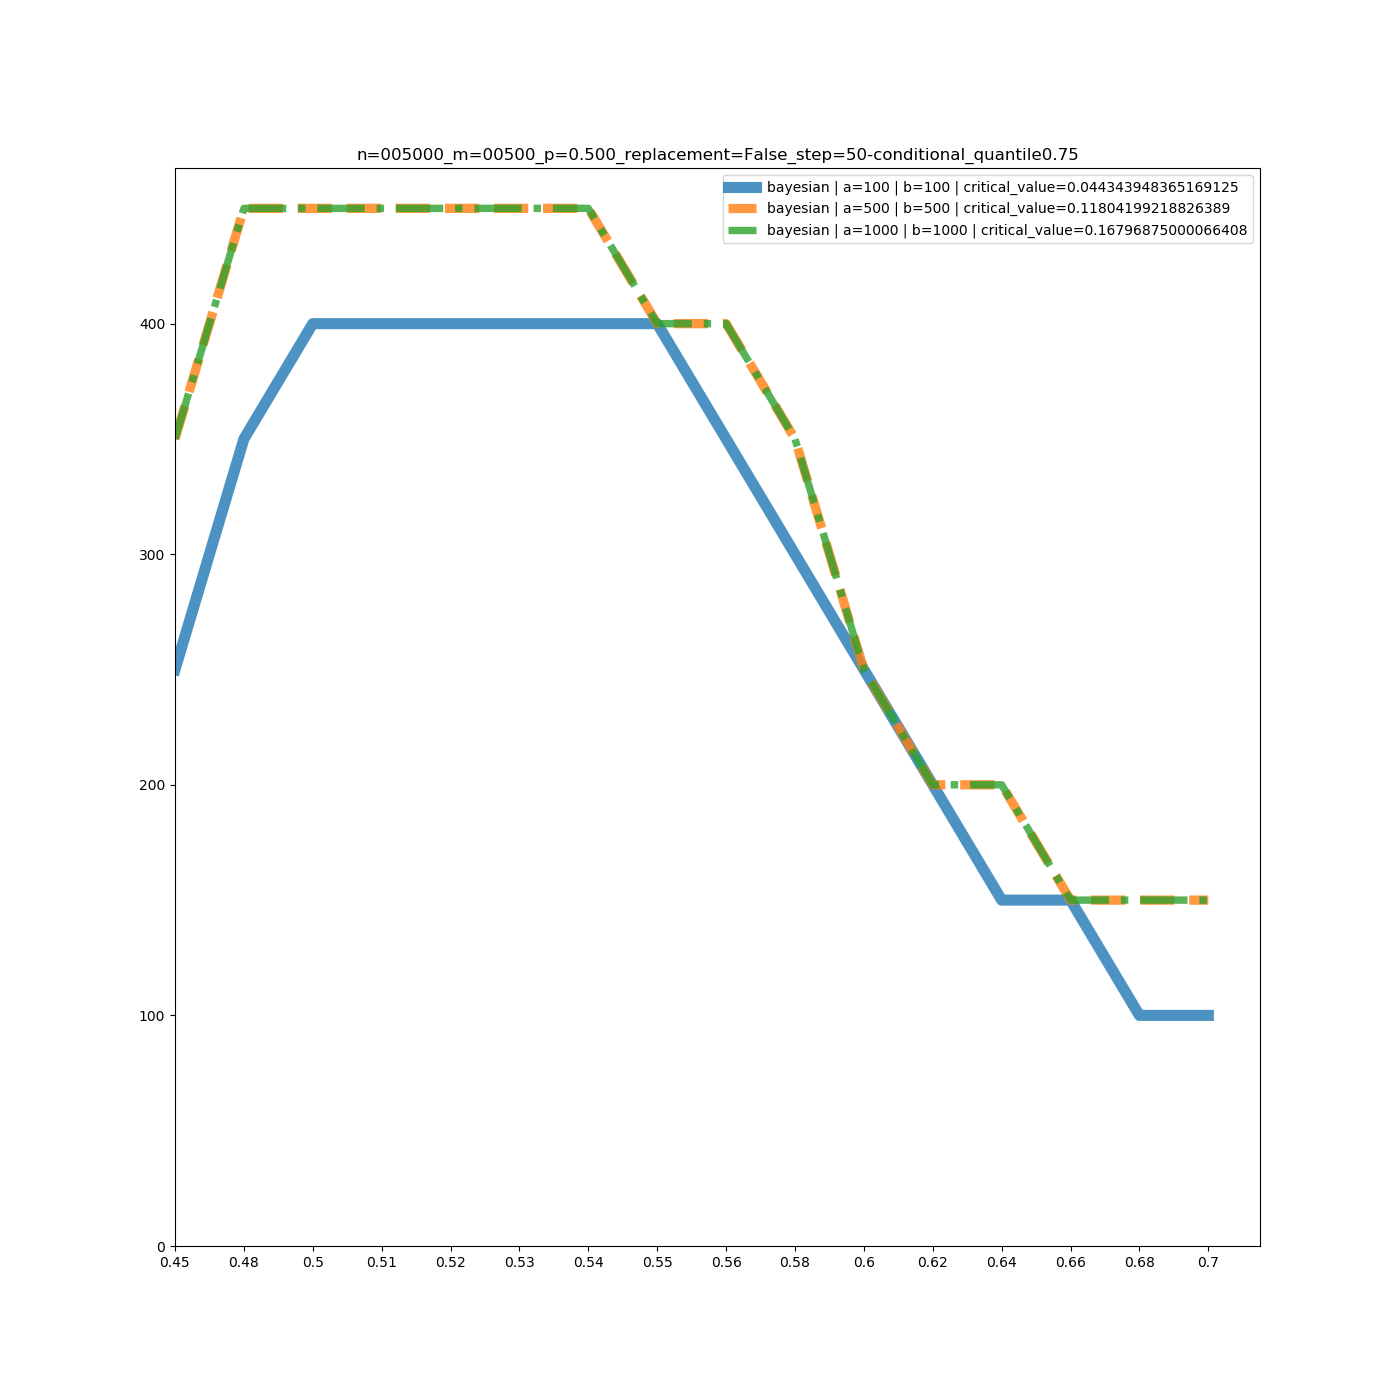 n=005000_m=00500_p=0.500_replacement=False_step=50-conditional_quantile0.75
bayesian | a=100 | b=100 | critical_value=0.044343948365169125
bayesian | a=500 | b=500 | critical_value=0.11804199218826389
bayesian | a=1000 | b=1000 | critical_value=0.16796875000066408
400
300
200
100
0
0.45 0.48 0.5 0.51 0.52 0.53 0.54 0.55 0.56 0.58 0.6 0.62 0.64 0.66 0.68 0.7